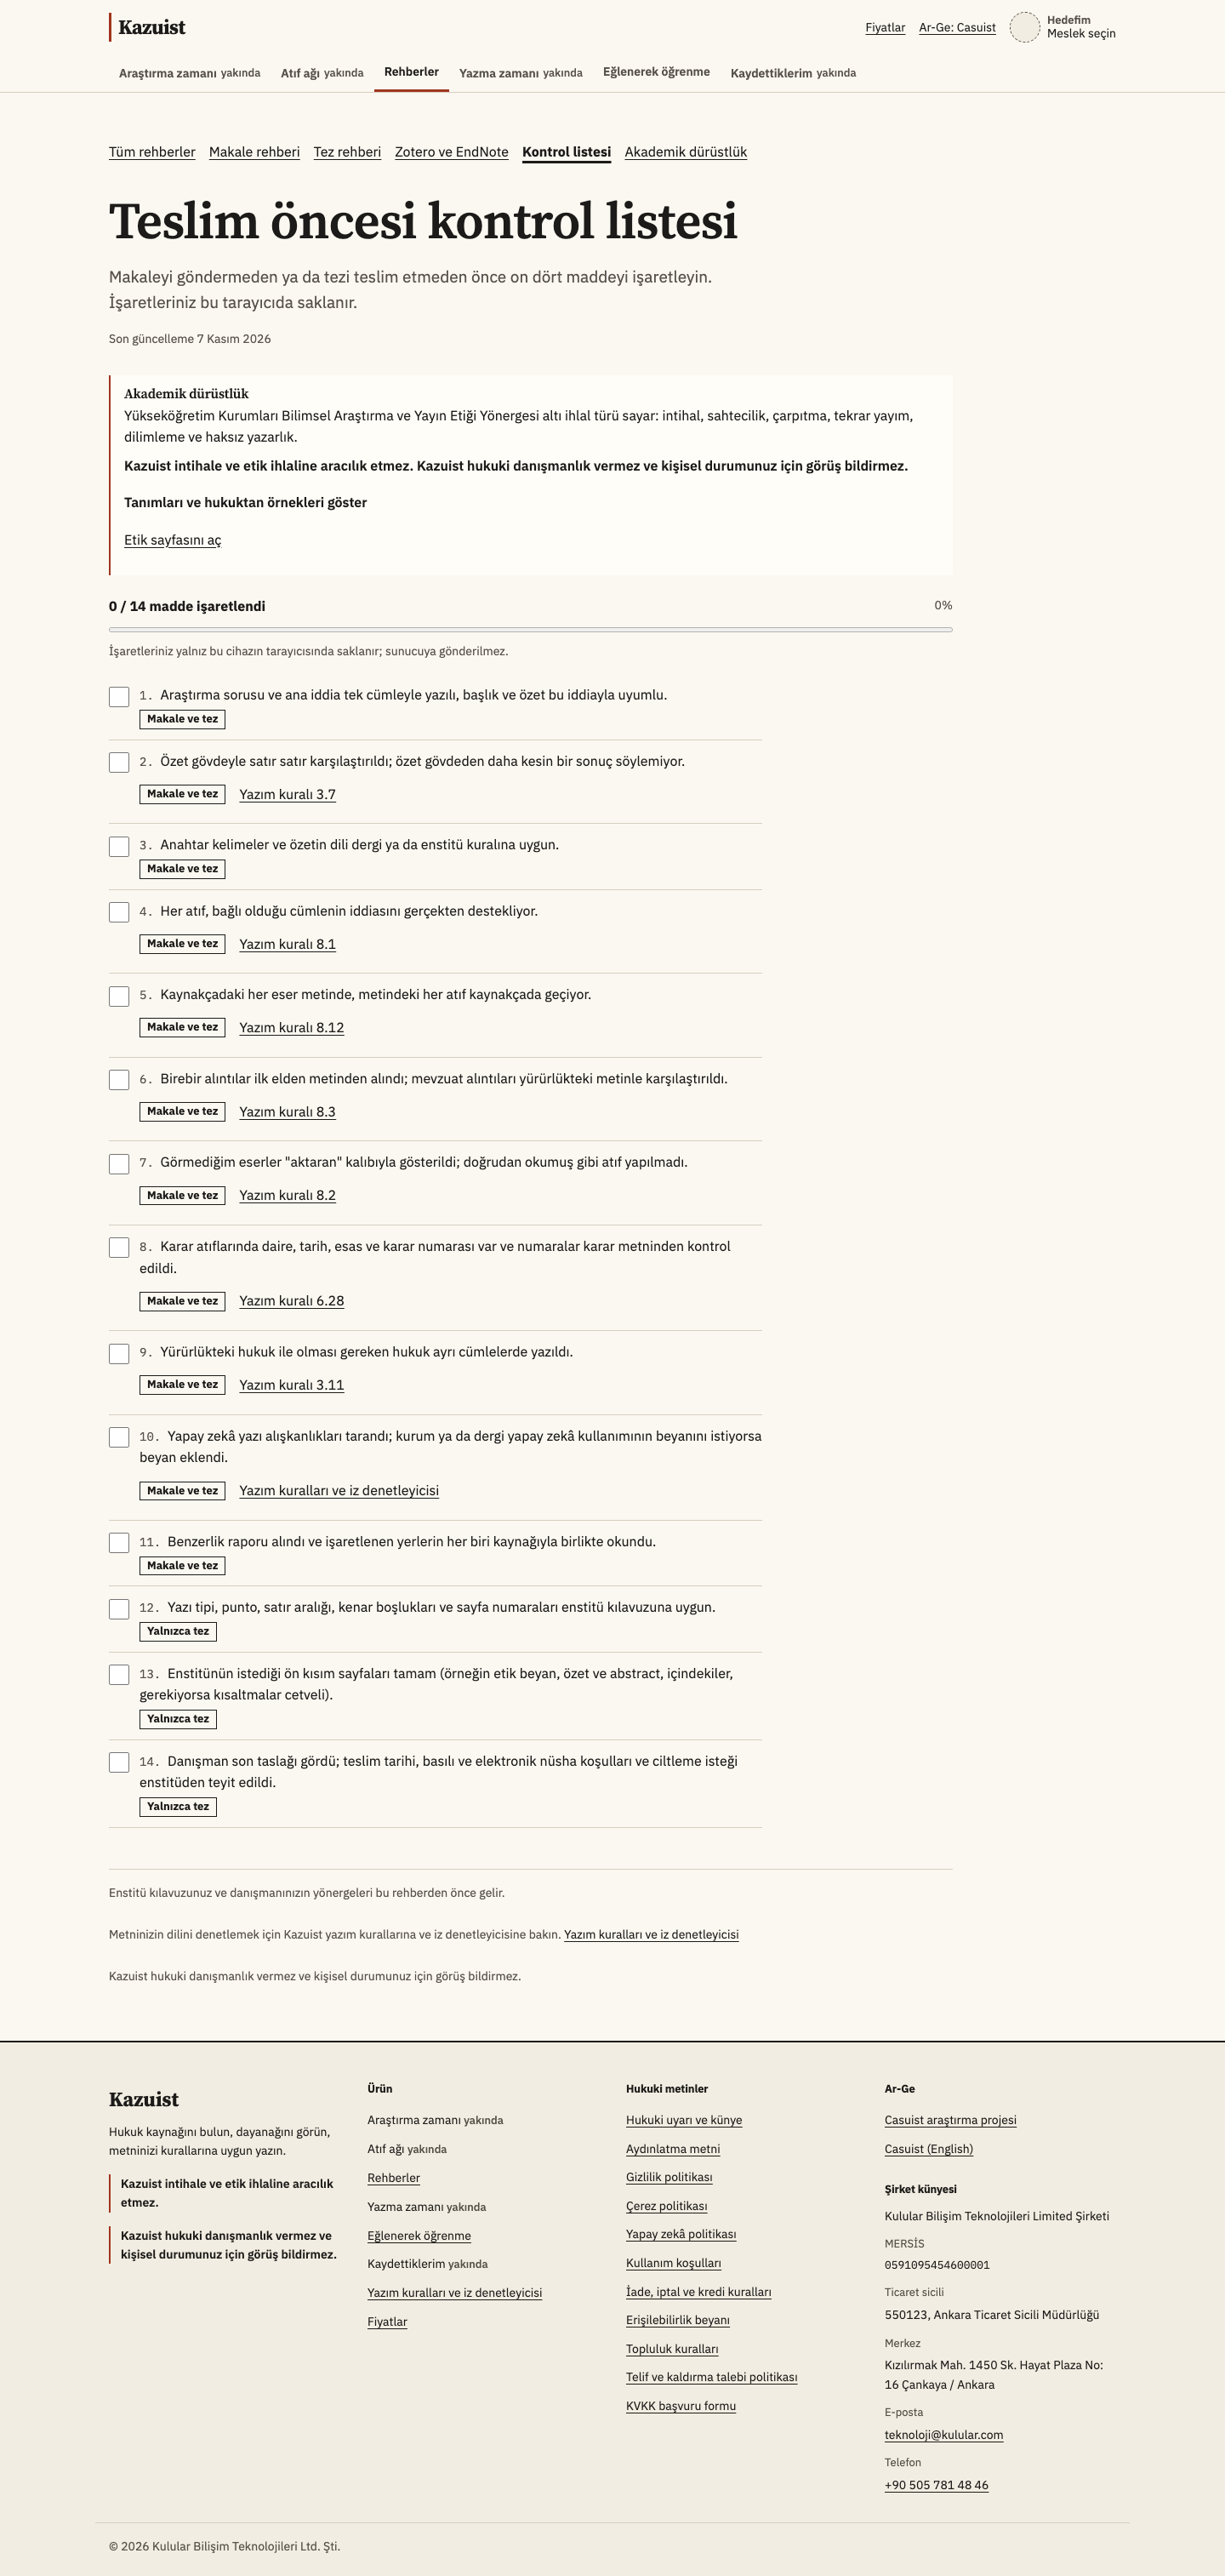 Kazuist
Fiyatlar
Ar-Ge: Casuist
Hedefim
Meslek seçin
Araştırma zamanı yakında
Atıf ağı yakında
Rehberler
Yazma zamanı yakında
Eğlenerek öğrenme
Kaydettiklerim yakında
Tüm rehberler
Makale rehberi
Tez rehberi
Zotero ve EndNote
Kontrol listesi
Akademik dürüstlük
Teslim öncesi kontrol listesi
Makaleyi göndermeden ya da tezi teslim etmeden önce on dört maddeyi işaretleyin.
İşaretleriniz bu tarayıcıda saklanır.
Son güncelleme 7 Kasım 2026
Akademik dürüstlük
Yükseköğretim Kurumları Bilimsel Araştırma ve Yayın Etiği Yönergesi altı ihlal türü sayar: intihal, sahtecilik, çarpıtma, tekrar yayım,
dilimleme ve haksız yazarlık.
Kazuist intihale ve etik ihlaline aracılık etmez. Kazuist hukuki danışmanlık vermez ve kişisel durumunuz için görüş bildirmez.
Tanımları ve hukuktan örnekleri göster
Etik sayfasını aç
0 / 14 madde işaretlendi
0%
İşaretleriniz yalnız bu cihazın tarayıcısında saklanır; sunucuya gönderilmez.
1. Araştırma sorusu ve ana iddia tek cümleyle yazılı, başlık ve özet bu iddiayla uyumlu.
Makale ve tez
2. Özet gövdeyle satır satır karşılaştırıldı; özet gövdeden daha kesin bir sonuç söylemiyor.
Makale ve tez
Yazım kuralı 3.7
3. Anahtar kelimeler ve özetin dili dergi ya da enstitü kuralına uygun.
Makale ve tez
4. Her atıf, bağlı olduğu cümlenin iddiasını gerçekten destekliyor.
Makale ve tez
Yazım kuralı 8.1
5. Kaynakçadaki her eser metinde, metindeki her atıf kaynakçada geçiyor.
Makale ve tez
Yazım kuralı 8.12
6. Birebir alıntılar ilk elden metinden alındı; mevzuat alıntıları yürürlükteki metinle karşılaştırıldı.
Makale ve tez
Yazım kuralı 8.3
7. Görmediğim eserler "aktaran" kalıbıyla gösterildi; doğrudan okumuş gibi atıf yapılmadı.
Makale ve tez
Yazım kuralı 8.2
8. Karar atıflarında daire, tarih, esas ve karar numarası var ve numaralar karar metninden kontrol
edildi.
Makale ve tez
Yazım kuralı 6.28
9. Yürürlükteki hukuk ile olması gereken hukuk ayrı cümlelerde yazıldı.
Makale ve tez
Yazım kuralı 3.11
10. Yapay zekâ yazı alışkanlıkları tarandı; kurum ya da dergi yapay zekâ kullanımının beyanını istiyorsa
beyan eklendi.
Makale ve tez
Yazım kuralları ve iz denetleyicisi
11. Benzerlik raporu alındı ve işaretlenen yerlerin her biri kaynağıyla birlikte okundu.
Makale ve tez
12. Yazı tipi, punto, satır aralığı, kenar boşlukları ve sayfa numaraları enstitü kılavuzuna uygun.
Yalnızca tez
13. Enstitünün istediği ön kısım sayfaları tamam (örneğin etik beyan, özet ve abstract, içindekiler,
gerekiyorsa kısaltmalar cetveli).
Yalnızca tez
14. Danışman son taslağı gördü; teslim tarihi, basılı ve elektronik nüsha koşulları ve ciltleme isteği
enstitüden teyit edildi.
Yalnızca tez
Enstitü kılavuzunuz ve danışmanınızın yönergeleri bu rehberden önce gelir.
Metninizin dilini denetlemek için Kazuist yazım kurallarına ve iz denetleyicisine bakın. Yazım kuralları ve iz denetleyicisi
Kazuist hukuki danışmanlık vermez ve kişisel durumunuz için görüş bildirmez.
Kazuist
Hukuk kaynağını bulun, dayanağını görün,
metninizi kurallarına uygun yazın.
Kazuist intihale ve etik ihlaline aracılık
etmez.
Kazuist hukuki danışmanlık vermez ve
kişisel durumunuz için görüş bildirmez.
Ürün
Araştırma zamanı yakında
Atıf ağı yakında
Rehberler
Yazma zamanı yakında
Eğlenerek öğrenme
Kaydettiklerim yakında
Yazım kuralları ve iz denetleyicisi
Fiyatlar
Hukuki metinler
Hukuki uyarı ve künye
Aydınlatma metni
Gizlilik politikası
Çerez politikası
Yapay zekâ politikası
Kullanım koşulları
İade, iptal ve kredi kuralları
Erişilebilirlik beyanı
Topluluk kuralları
Telif ve kaldırma talebi politikası
KVKK başvuru formu
Ar-Ge
Casuist araştırma projesi
Casuist (English)
Şirket künyesi
Kulular Bilişim Teknolojileri Limited Şirketi
MERSİS
0591095454600001
Ticaret sicili
550123, Ankara Ticaret Sicili Müdürlüğü
Merkez
Kızılırmak Mah. 1450 Sk. Hayat Plaza No:
16 Çankaya / Ankara
E-posta
teknoloji@kulular.com
Telefon
+90 505 781 48 46
© 2026 Kulular Bilişim Teknolojileri Ltd. Şti.